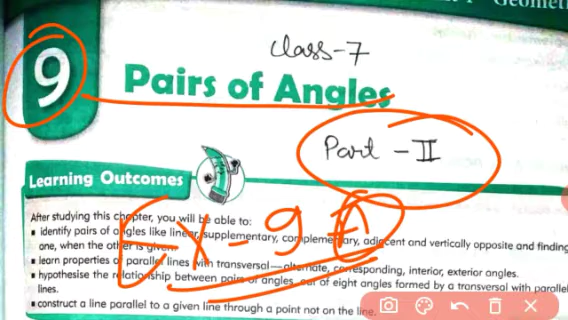 Geomet
class-7
9
Pairs of Angles
Part - II
Learning Outcomes
Ex-9A
After studying this chapter, you will be able to:
identify pairs of angles like linear, supplementary, complementary, adjacent and vertically opposite and finding
one, when the other is given.
learn properties of parallel lines with transversal—alternate, corresponding, interior, exterior angles.
hypothesise the relationship between pairs of angles, out of eight angles formed by a transversal with parallel
lines.
construct a line parallel to a given line through a point not on the line.